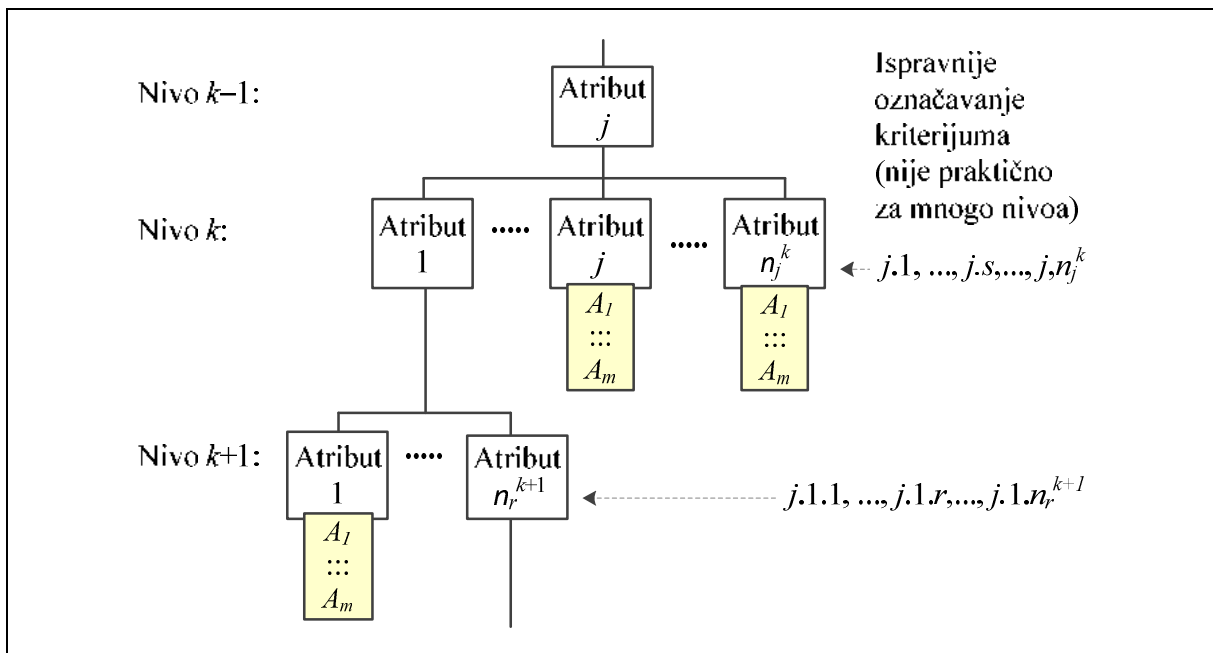 Nivo k−1:
Atribut
j
Ispravnije
označavanje
kriterijuma
(nije praktično
za mnogo nivoa)
Nivo k:
Atribut
1
.....
Atribut
j
.....
Atribut
n_j^k
j.1, ..., j.s,..., j,n_j^k
A_1
:::
A_m
A_1
:::
A_m
Nivo k+1:
Atribut
1
.....
Atribut
n_r^{k+1}
j.1.1, ..., j.1.r,..., j.1.n_r^{k+1}
A_1
:::
A_m